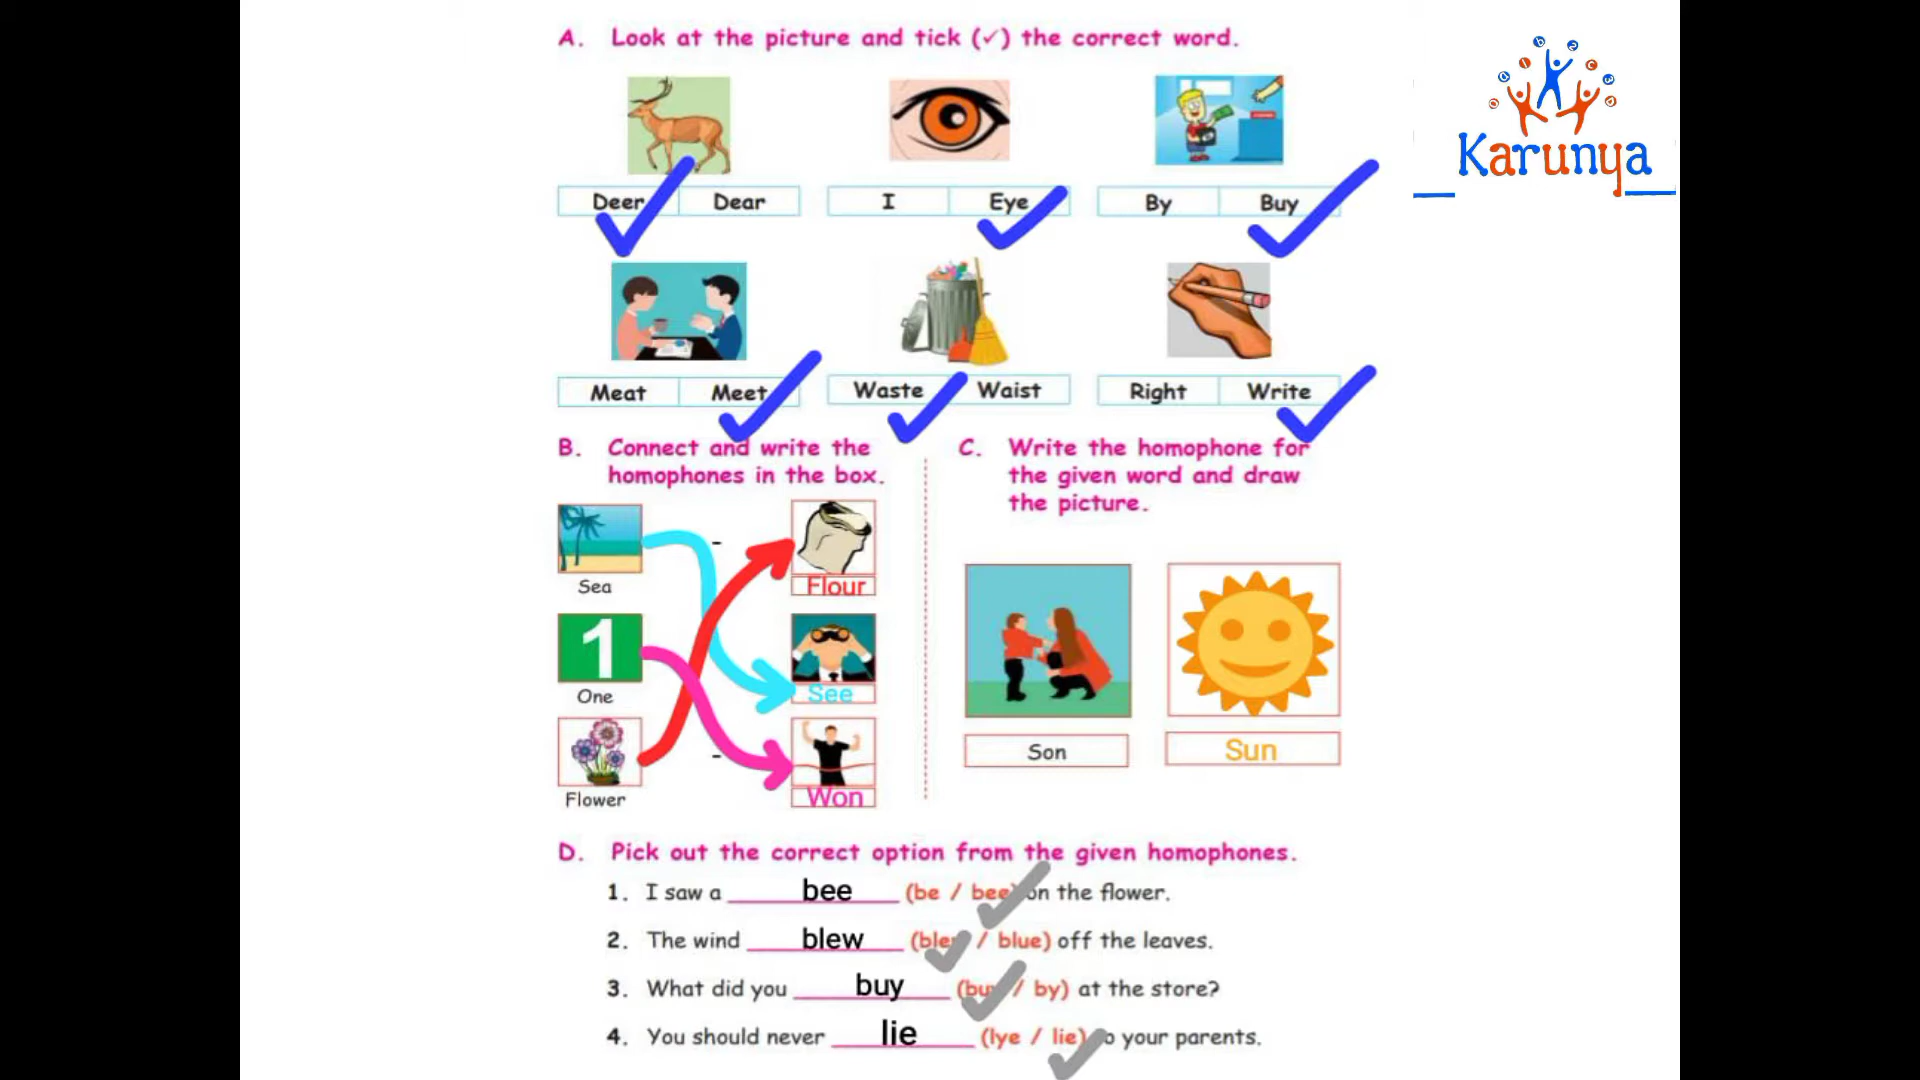 A. Look at the picture and tick (✓) the correct word.
Karunya
Deer Dear I Eye By Buy
Meat Meet Waste Waist Right Write
B. Connect and write the
homophones in the box.
C. Write the homophone for
the given word and draw
the picture.
Sea - Flour
1
One See
Flower - Won
Son Sun
D. Pick out the correct option from the given homophones.
1. I saw a bee (be / bee) on the flower.
2. The wind blew (blew / blue) off the leaves.
3. What did you buy (buy / by) at the store?
4. You should never lie (lye / lie) to your parents.